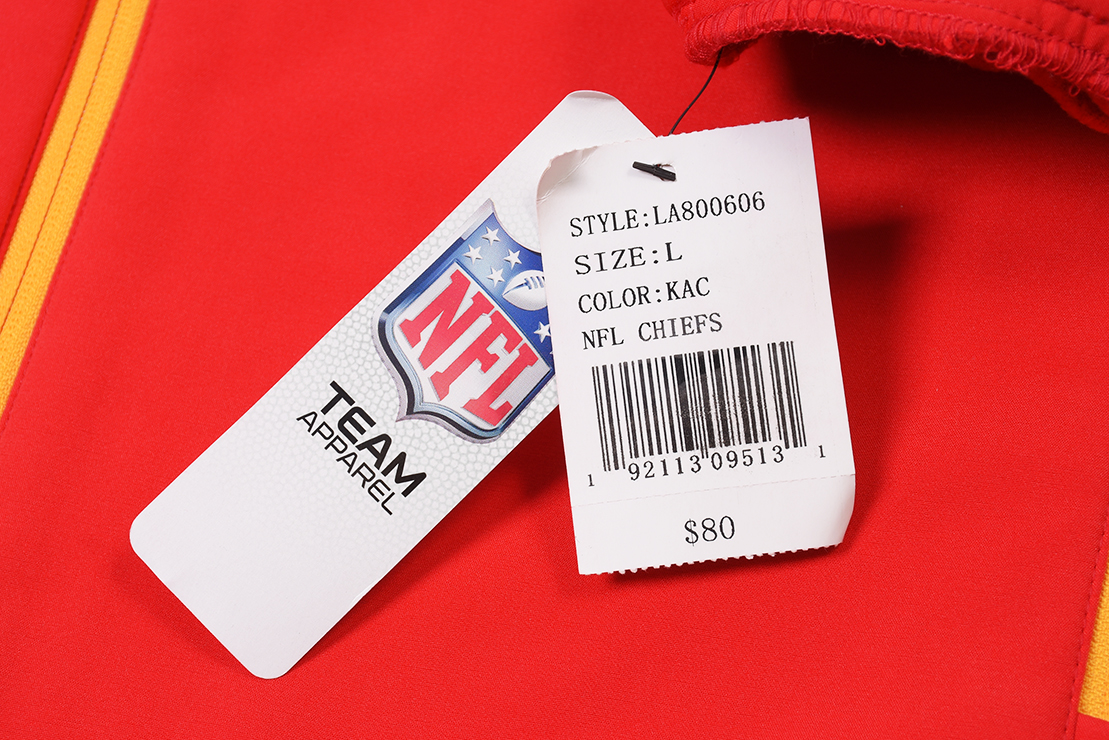 NFL
TEAM
APPAREL
STYLE:LA800606
SIZE:L
COLOR:KAC
NFL CHIEFS
1 92113 09513 1
$80